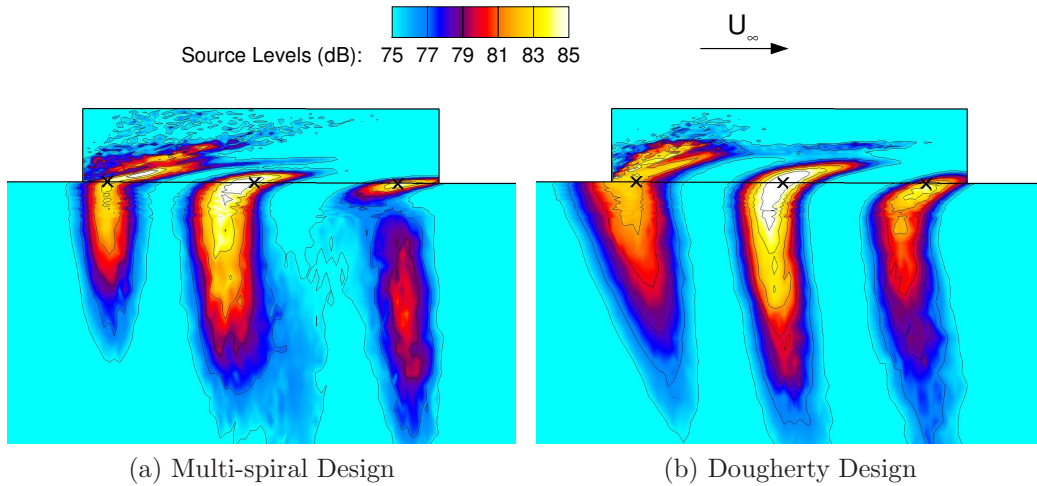 U∞
Source Levels (dB): 75 77 79 81 83 85
(a) Multi-spiral Design
(b) Dougherty Design